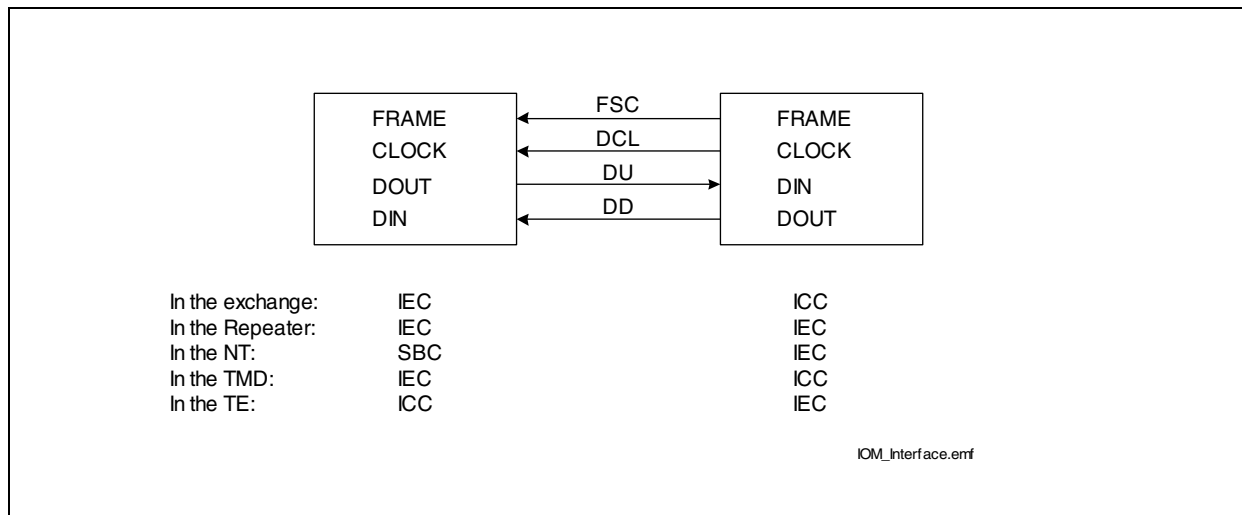 FSC
FRAME FRAME
DCL
CLOCK CLOCK
DU
DOUT DIN
DD
DIN DOUT
In the exchange: IEC ICC
In the Repeater: IEC IEC
In the NT: SBC IEC
In the TMD: IEC ICC
In the TE: ICC IEC
IOM_Interface.emf